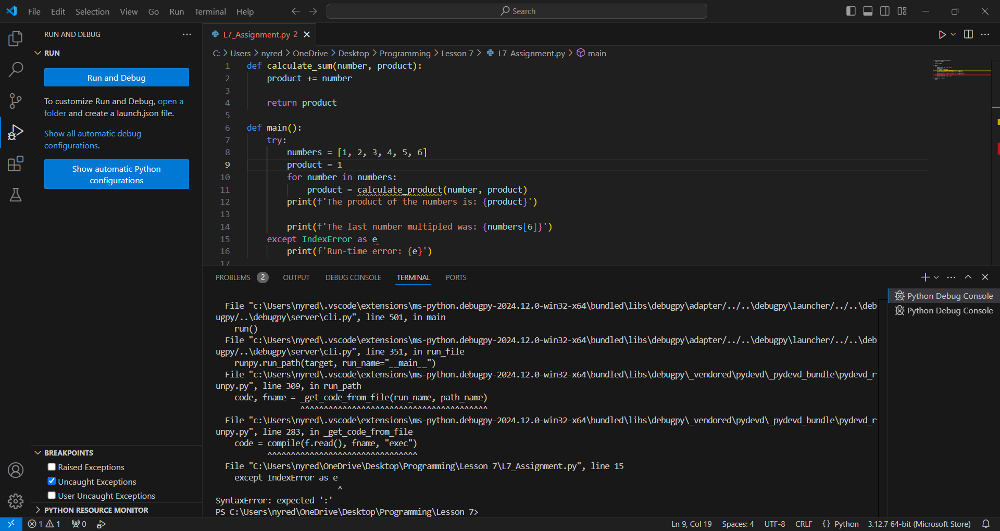 File Edit Selection View Go Run Terminal Help
Search
RUN AND DEBUG
RUN
Run and Debug
To customize Run and Debug, open a
folder and create a launch.json file.
Show all automatic debug
configurations.
Show automatic Python
configurations
L7_Assignment.py 2
C: > Users > nyred > OneDrive > Desktop > Programming > Lesson 7 > L7_Assignment.py > main
1 def calculate_sum(number, product):
2     product += number
3
4     return product
5
6 def main():
7     try:
8         numbers = [1, 2, 3, 4, 5, 6]
9         product = 1
10         for number in numbers:
11             product = calculate_product(number, product)
12         print(f'The product of the numbers is: {product}')
13
14         print(f'The last number multipled was: {numbers[6]}')
15     except IndexError as e
16         print(f'Run-time error: {e}')
17
PROBLEMS 2 OUTPUT DEBUG CONSOLE TERMINAL PORTS
  File "c:\Users\nyred\.vscode\extensions\ms-python.debugpy-2024.12.0-win32-x64\bundled\libs\debugpy\adapter/../..\debugpy\launcher/../..\deb
ugpy/..\debugpy\server\cli.py", line 501, in main
    run()
  File "c:\Users\nyred\.vscode\extensions\ms-python.debugpy-2024.12.0-win32-x64\bundled\libs\debugpy\adapter/../..\debugpy\launcher/../..\deb
ugpy/..\debugpy\server\cli.py", line 351, in run_file
    runpy.run_path(target, run_name="__main__")
  File "c:\Users\nyred\.vscode\extensions\ms-python.debugpy-2024.12.0-win32-x64\bundled\libs\debugpy\_vendored\pydevd\_pydevd_bundle\pydevd_r
unpy.py", line 309, in run_path
    code, fname = _get_code_from_file(run_name, path_name)
                  ^^^^^^^^^^^^^^^^^^^^^^^^^^^^^^^^^^^^^^^^
  File "c:\Users\nyred\.vscode\extensions\ms-python.debugpy-2024.12.0-win32-x64\bundled\libs\debugpy\_vendored\pydevd\_pydevd_bundle\pydevd_r
unpy.py", line 283, in _get_code_from_file
    code = compile(f.read(), fname, "exec")
           ^^^^^^^^^^^^^^^^^^^^^^^^^^^^^^^^
  File "C:\Users\nyred\OneDrive\Desktop\Programming\Lesson 7\L7_Assignment.py", line 15
    except IndexError as e
                          ^
SyntaxError: expected ':'
PS C:\Users\nyred\OneDrive\Desktop\Programming\Lesson 7>
Python Debug Console
Python Debug Console
BREAKPOINTS
Raised Exceptions
Uncaught Exceptions
User Uncaught Exceptions
PYTHON RESOURCE MONITOR
1 1 0
Ln 9, Col 19 Spaces: 4 UTF-8 CRLF {} Python 3.12.7 64-bit (Microsoft Store)